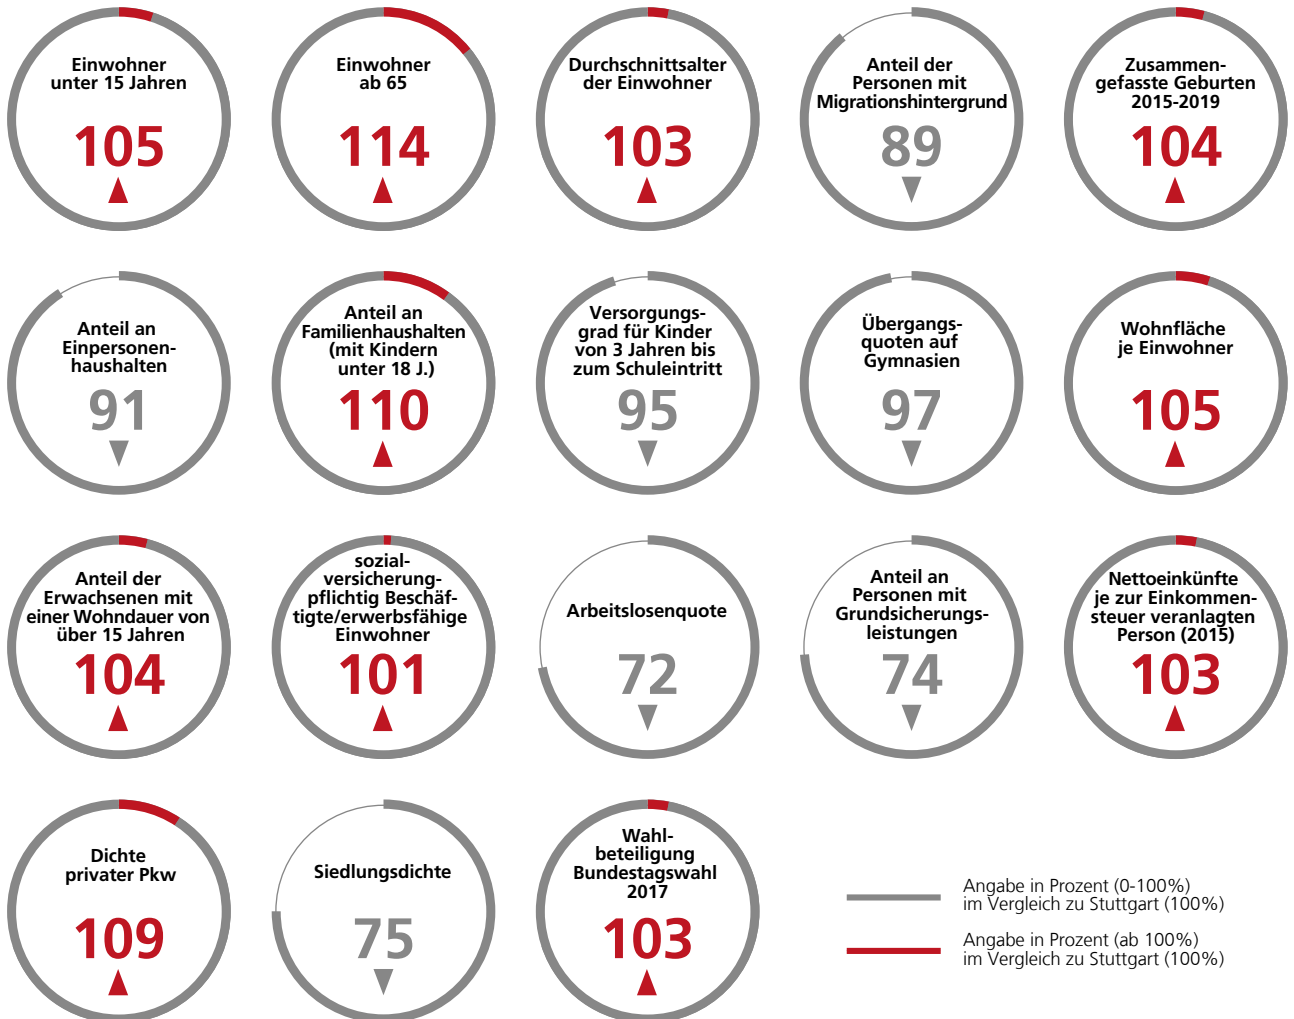 Einwohner
unter 15 Jahren
105
Einwohner
ab 65
114
Durchschnittsalter
der Einwohner
103
Anteil der
Personen mit
Migrationshintergrund
89
Zusammen-
gefasste Geburten
2015-2019
104
Anteil an
Einpersonen-
haushalten
91
Anteil an
Familienhaushalten
(mit Kindern
unter 18 J.)
110
Versorgungs-
grad für Kinder
von 3 Jahren bis
zum Schuleintritt
95
Übergangs-
quoten auf
Gymnasien
97
Wohnfläche
je Einwohner
105
Anteil der
Erwachsenen mit
einer Wohndauer von
über 15 Jahren
104
sozial-
versicherung-
pflichtig Beschäf-
tigte/erwerbsfähige
Einwohner
101
Arbeitslosenquote
72
Anteil an
Personen mit
Grundsicherungs-
leistungen
74
Nettoeinkünfte
je zur Einkommen-
steuer veranlagten
Person (2015)
103
Dichte
privater Pkw
109
Siedlungsdichte
75
Wahl-
beteiligung
Bundestagswahl
2017
103
Angabe in Prozent (0-100%)
im Vergleich zu Stuttgart (100%)
Angabe in Prozent (ab 100%)
im Vergleich zu Stuttgart (100%)